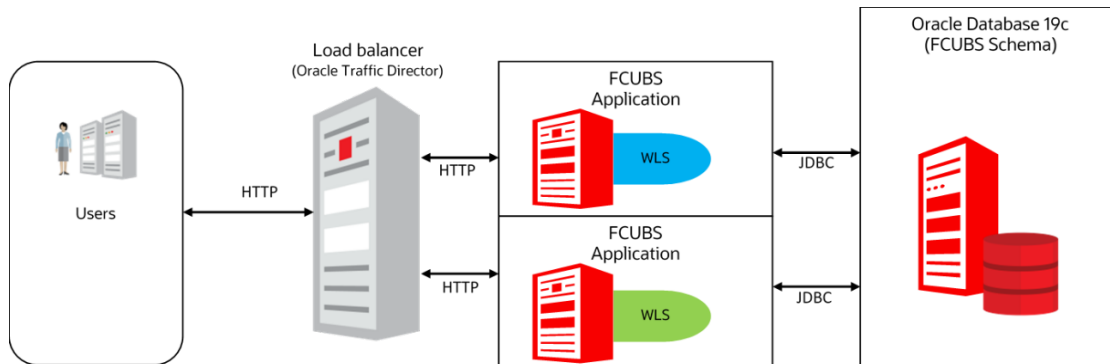 Users
HTTP
Load balancer
(Oracle Traffic Director)
HTTP
HTTP
FCUBS
Application
WLS
FCUBS
Application
WLS
JDBC
JDBC
Oracle Database 19c
(FCUBS Schema)